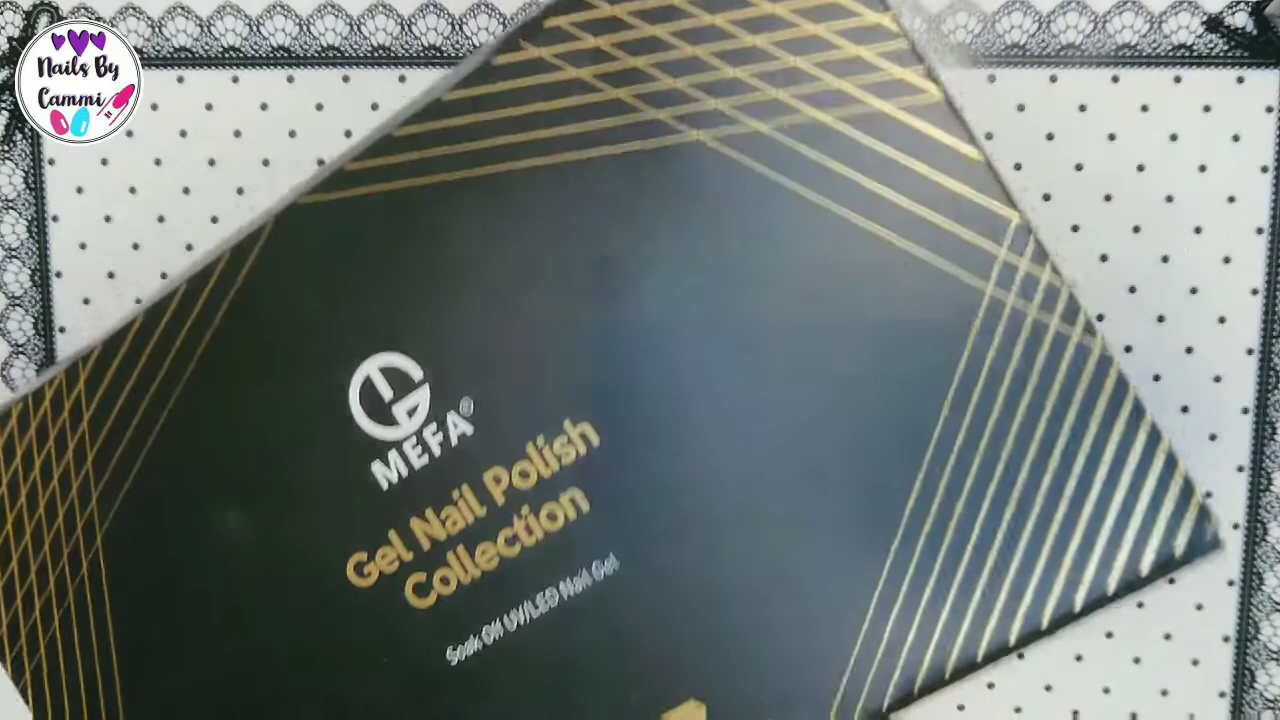 Nails By
Cammi
MEFA®
Gel Nail Polish
Collection
Soak Off UV/LED Nail Gel